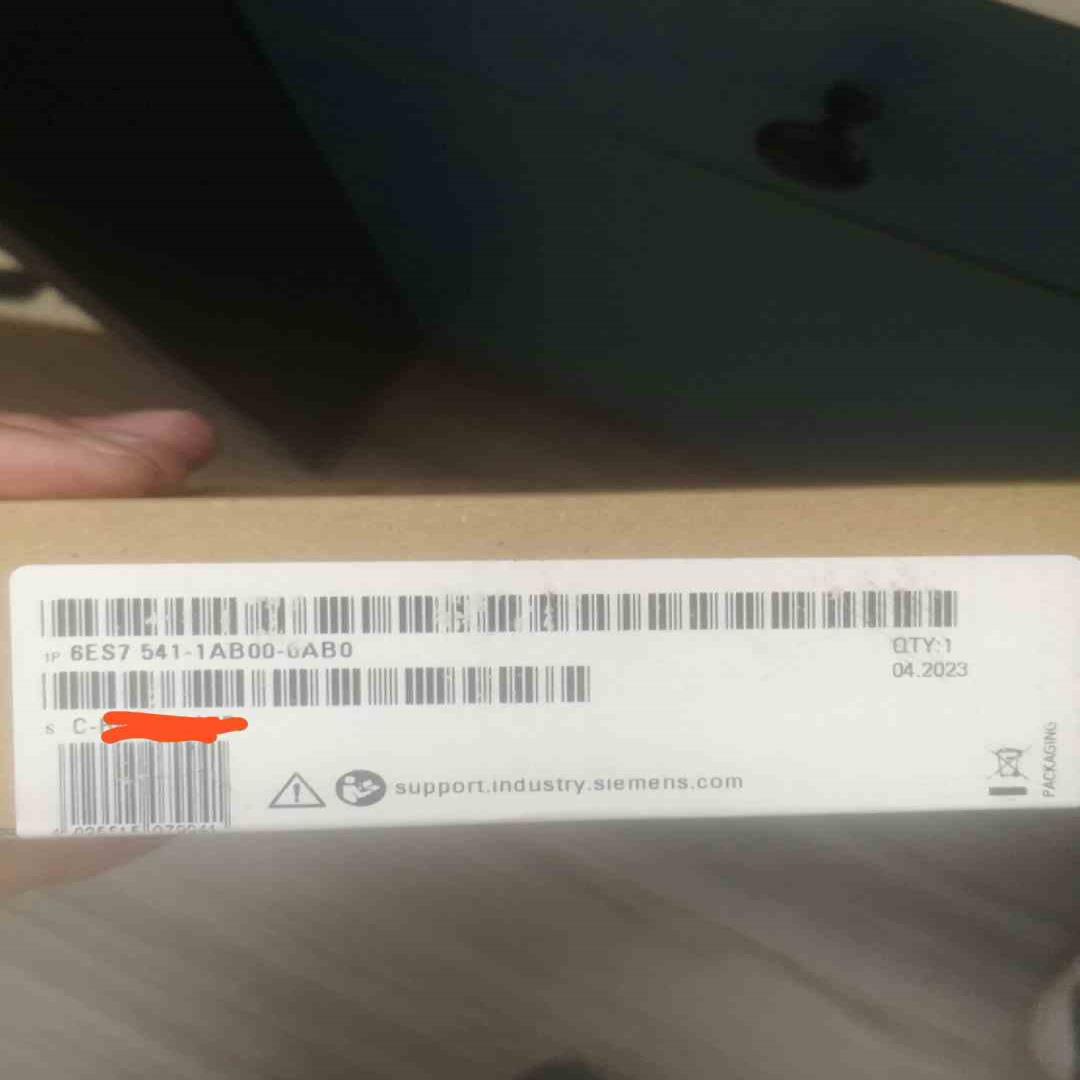 1P 6ES7 541-1AB00-0AB0
QTY:1
04.2023
S C-
support.industry.siemens.com
PACKAGING